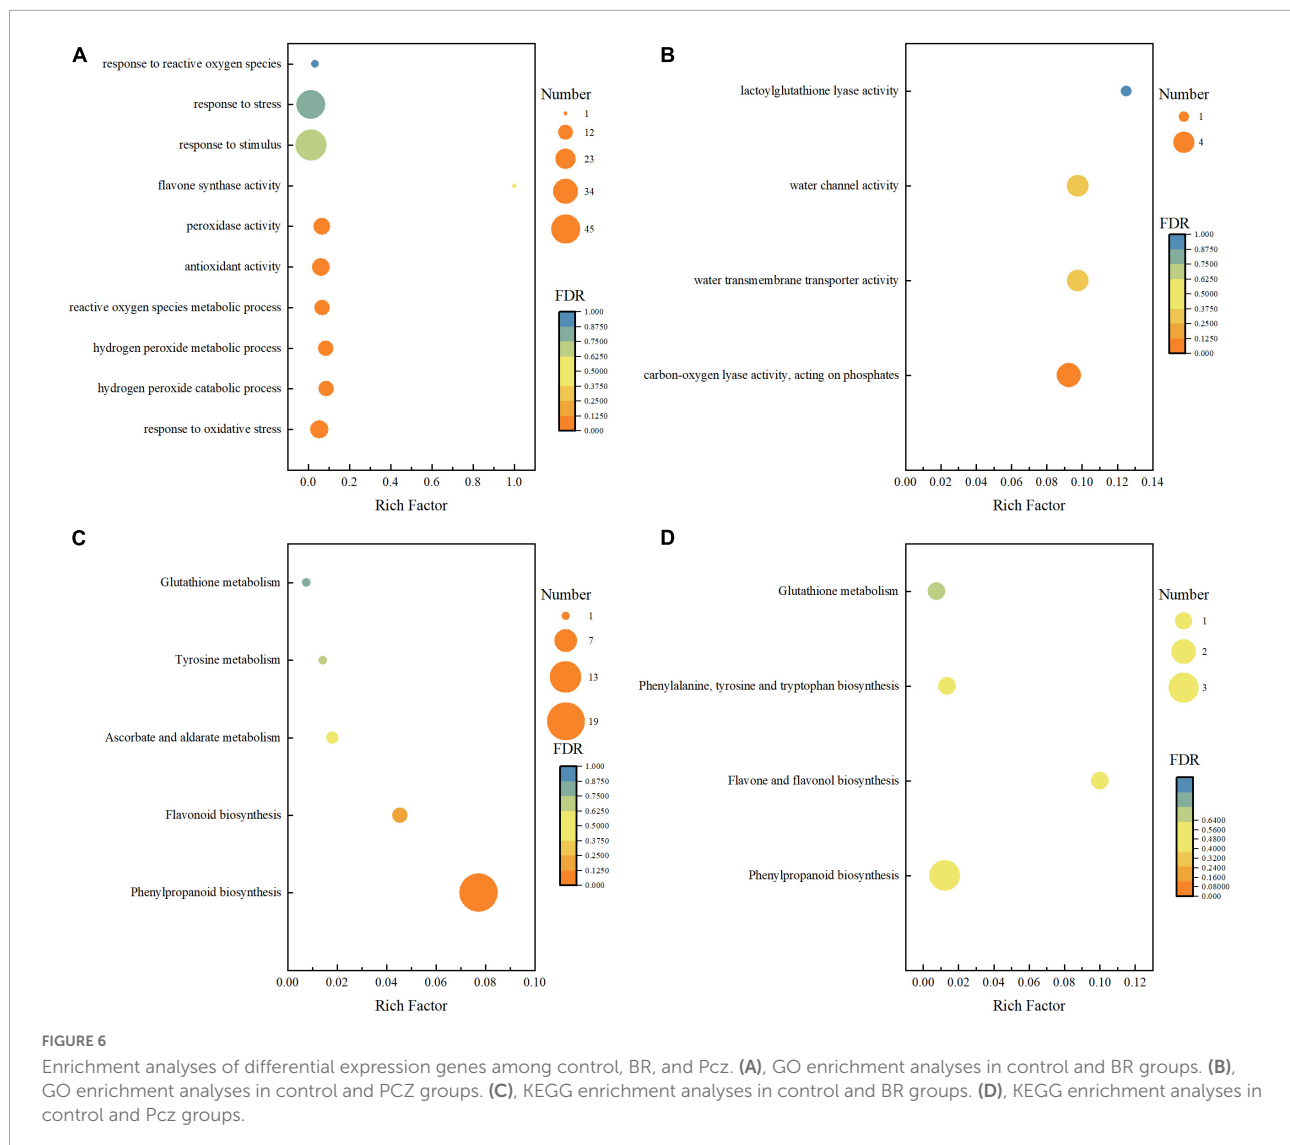 A
response to reactive oxygen species
response to stress
response to stimulus
flavone synthase activity
peroxidase activity
antioxidant activity
reactive oxygen species metabolic process
hydrogen peroxide metabolic process
hydrogen peroxide catabolic process
response to oxidative stress
0.0 0.2 0.4 0.6 0.8 1.0
Rich Factor
Number
1
12
23
34
45
FDR
1.000
0.8750
0.7500
0.6250
0.5000
0.3750
0.2500
0.1250
0.000
B
lactoylglutathione lyase activity
water channel activity
water transmembrane transporter activity
carbon-oxygen lyase activity, acting on phosphates
0.00 0.02 0.04 0.06 0.08 0.10 0.12 0.14
Rich Factor
Number
1
4
FDR
1.000
0.8750
0.7500
0.6250
0.5000
0.3750
0.2500
0.1250
0.000
C
Glutathione metabolism
Tyrosine metabolism
Ascorbate and aldarate metabolism
Flavonoid biosynthesis
Phenylpropanoid biosynthesis
0.00 0.02 0.04 0.06 0.08 0.10
Rich Factor
Number
1
7
13
19
FDR
1.000
0.8750
0.7500
0.6250
0.5000
0.3750
0.2500
0.1250
0.000
D
Glutathione metabolism
Phenylalanine, tyrosine and tryptophan biosynthesis
Flavone and flavonol biosynthesis
Phenylpropanoid biosynthesis
0.00 0.02 0.04 0.06 0.08 0.10 0.12
Rich Factor
Number
1
2
3
FDR
0.6400
0.5600
0.4800
0.4000
0.3200
0.2400
0.1600
0.08000
0.000
FIGURE 6
Enrichment analyses of differential expression genes among control, BR, and Pcz. (A), GO enrichment analyses in control and BR groups. (B),
GO enrichment analyses in control and PCZ groups. (C), KEGG enrichment analyses in control and BR groups. (D), KEGG enrichment analyses in
control and Pcz groups.